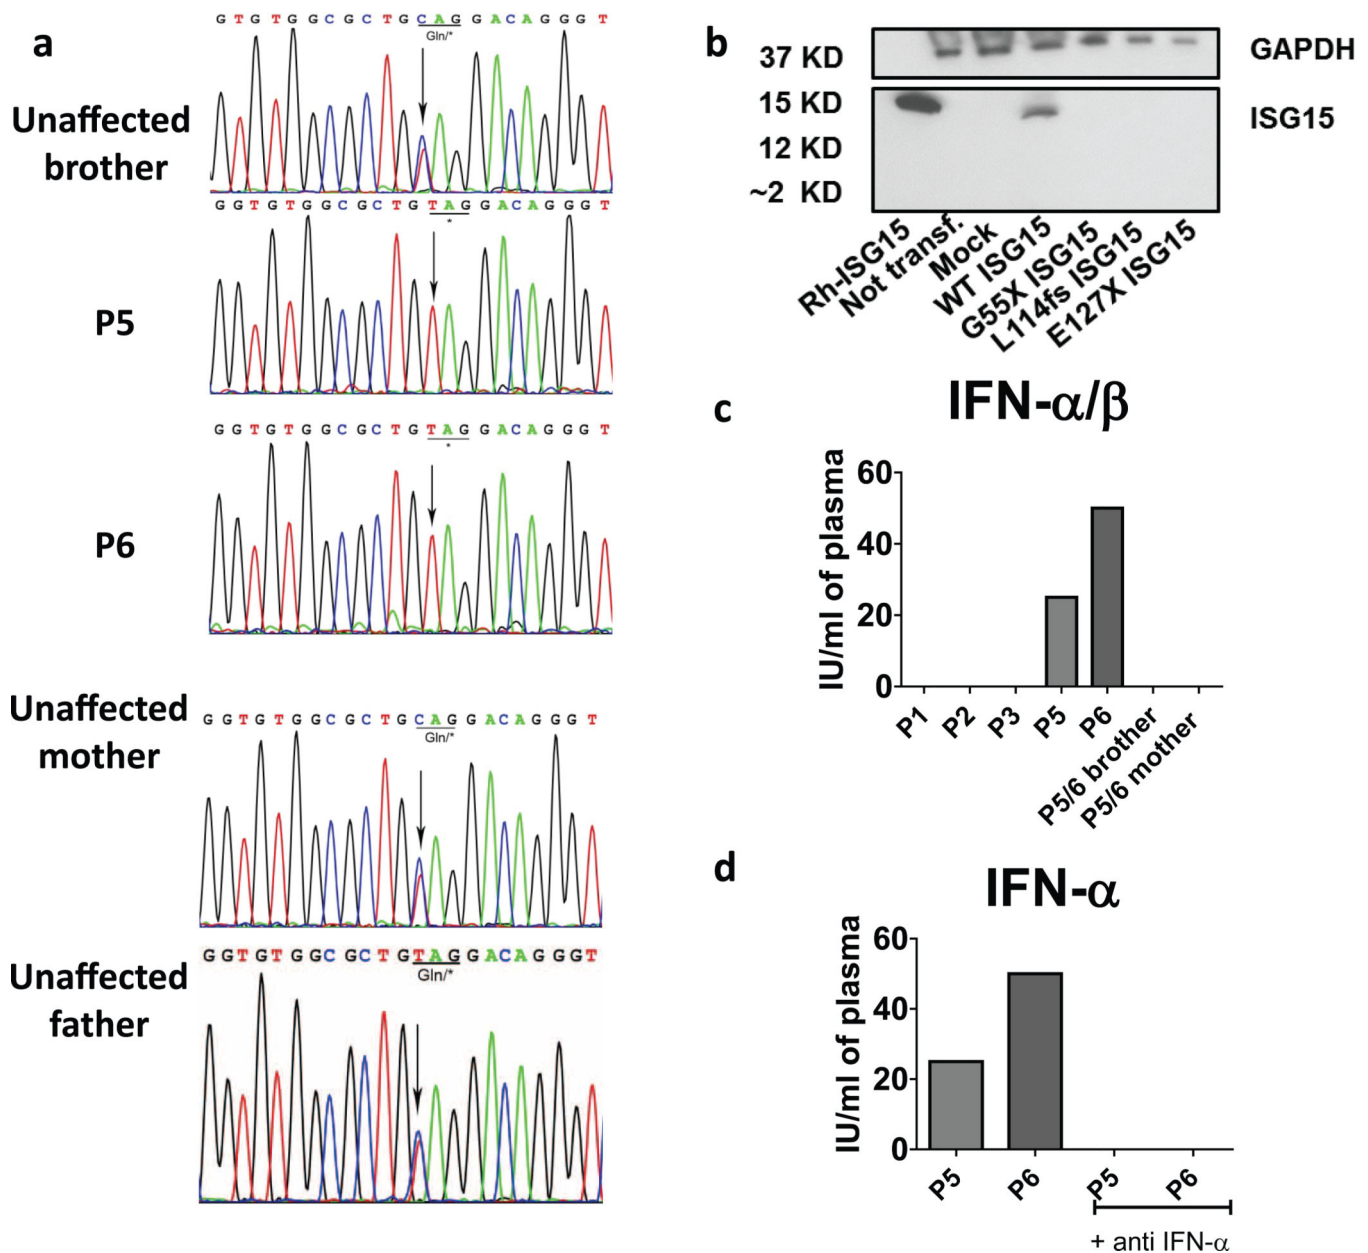 a
G T G T G G C G C T G C A G G A C A G G G T
Gln/*
Unaffected
brother
G G T G T G G C G C T G T A G G A C A G G G T
*
P5
G G T G T G G C G C T G T A G G A C A G G G T
*
P6
Unaffected
mother
G G T G T G G C G C T G C A G G A C A G G G T
Gln/*
Unaffected
father
G G T G T G G C G C T G T A G G A C A G G G T
Gln/*
b
37 KD
GAPDH
15 KD
ISG15
12 KD
~2 KD
Rh-ISG15
Not transf.
Mock
WT ISG15
G55X ISG15
L114fs ISG15
E127X ISG15
c
IFN-α/β
IU/ml of plasma
60
40
20
0
P1
P2
P3
P5
P6
P5/6 brother
P5/6 mother
d
IFN-α
IU/ml of plasma
60
40
20
0
P5
P6
P5
P6
+ anti IFN-α